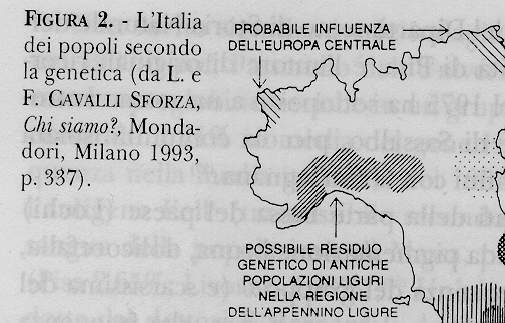 FIGURA 2. - L'Italia
dei popoli secondo
la genetica (da L. e
F. CAVALLI SFORZA,
Chi siamo?, Monda-
dori, Milano 1993,
p. 337).
PROBABILE INFLUENZA
DELL'EUROPA CENTRALE
POSSIBILE RESIDUO
GENETICO DI ANTICHE
POPOLAZIONI LIGURI
NELLA REGIONE
DELL'APPENNINO LIGURE